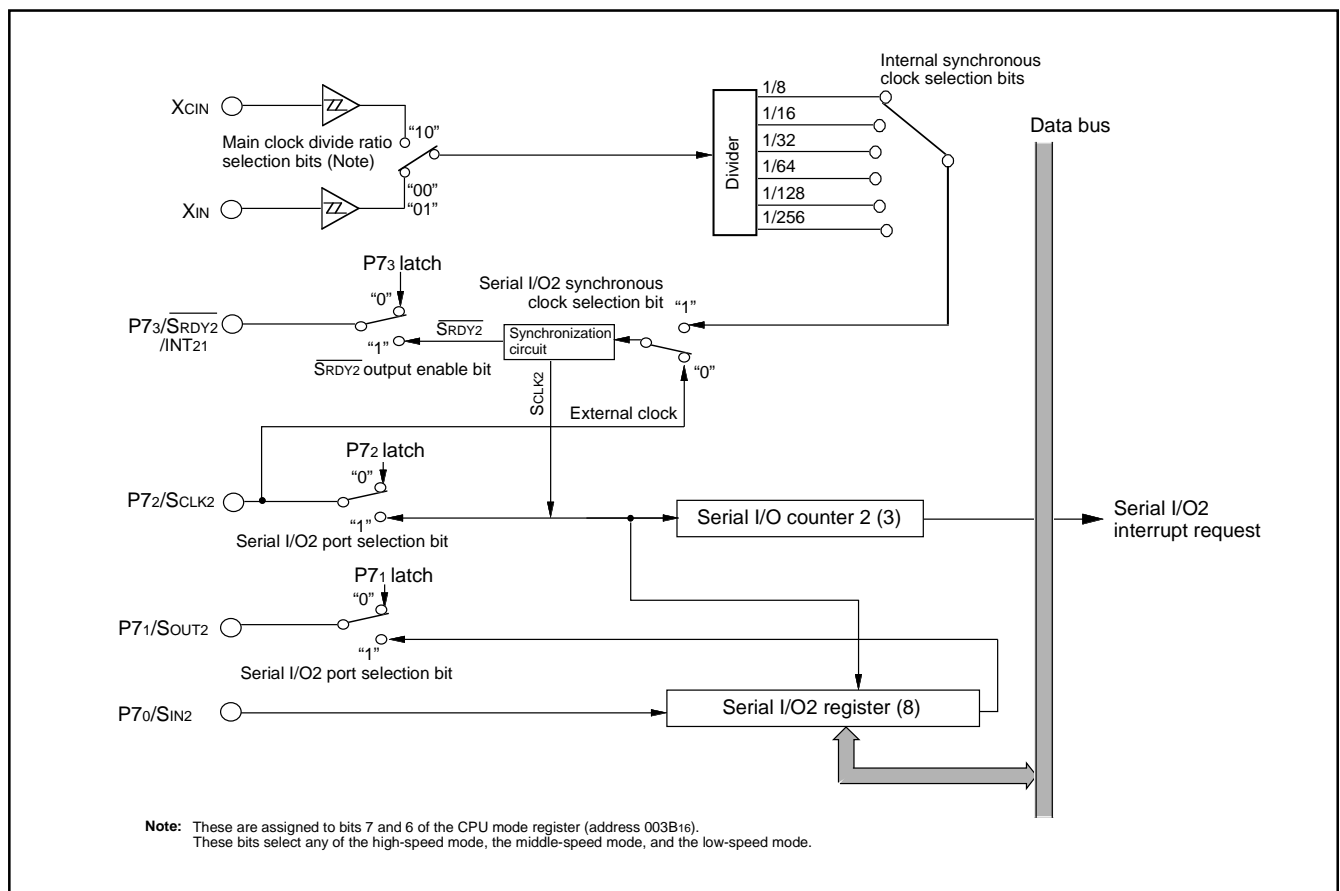 XCIN
Main clock divide ratio
selection bits (Note)
"10"
"00"
"01"
XIN
Internal synchronous
clock selection bits
Divider
1/8
1/16
1/32
1/64
1/128
1/256
Data bus
P73 latch
"0"
P73/SRDY2
/INT21
"1"
SRDY2 output enable bit
SRDY2
Synchronization
circuit
Serial I/O2 synchronous
clock selection bit
"1"
"0"
SCLK2
External clock
P72 latch
"0"
P72/SCLK2
"1"
Serial I/O2 port selection bit
Serial I/O counter 2 (3)
Serial I/O2
interrupt request
P71 latch
"0"
P71/SOUT2
"1"
Serial I/O2 port selection bit
P70/SIN2
Serial I/O2 register (8)
Note: These are assigned to bits 7 and 6 of the CPU mode register (address 003B16).
These bits select any of the high-speed mode, the middle-speed mode, and the low-speed mode.